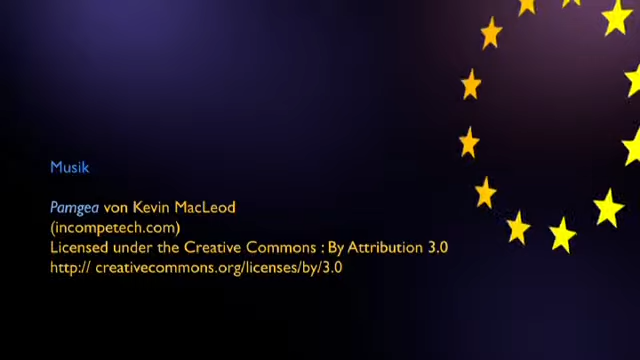 Musik
Pamgea von Kevin MacLeod
(incompetech.com)
Licensed under the Creative Commons : By Attribution 3.0
http:// creativecommons.org/licenses/by/3.0